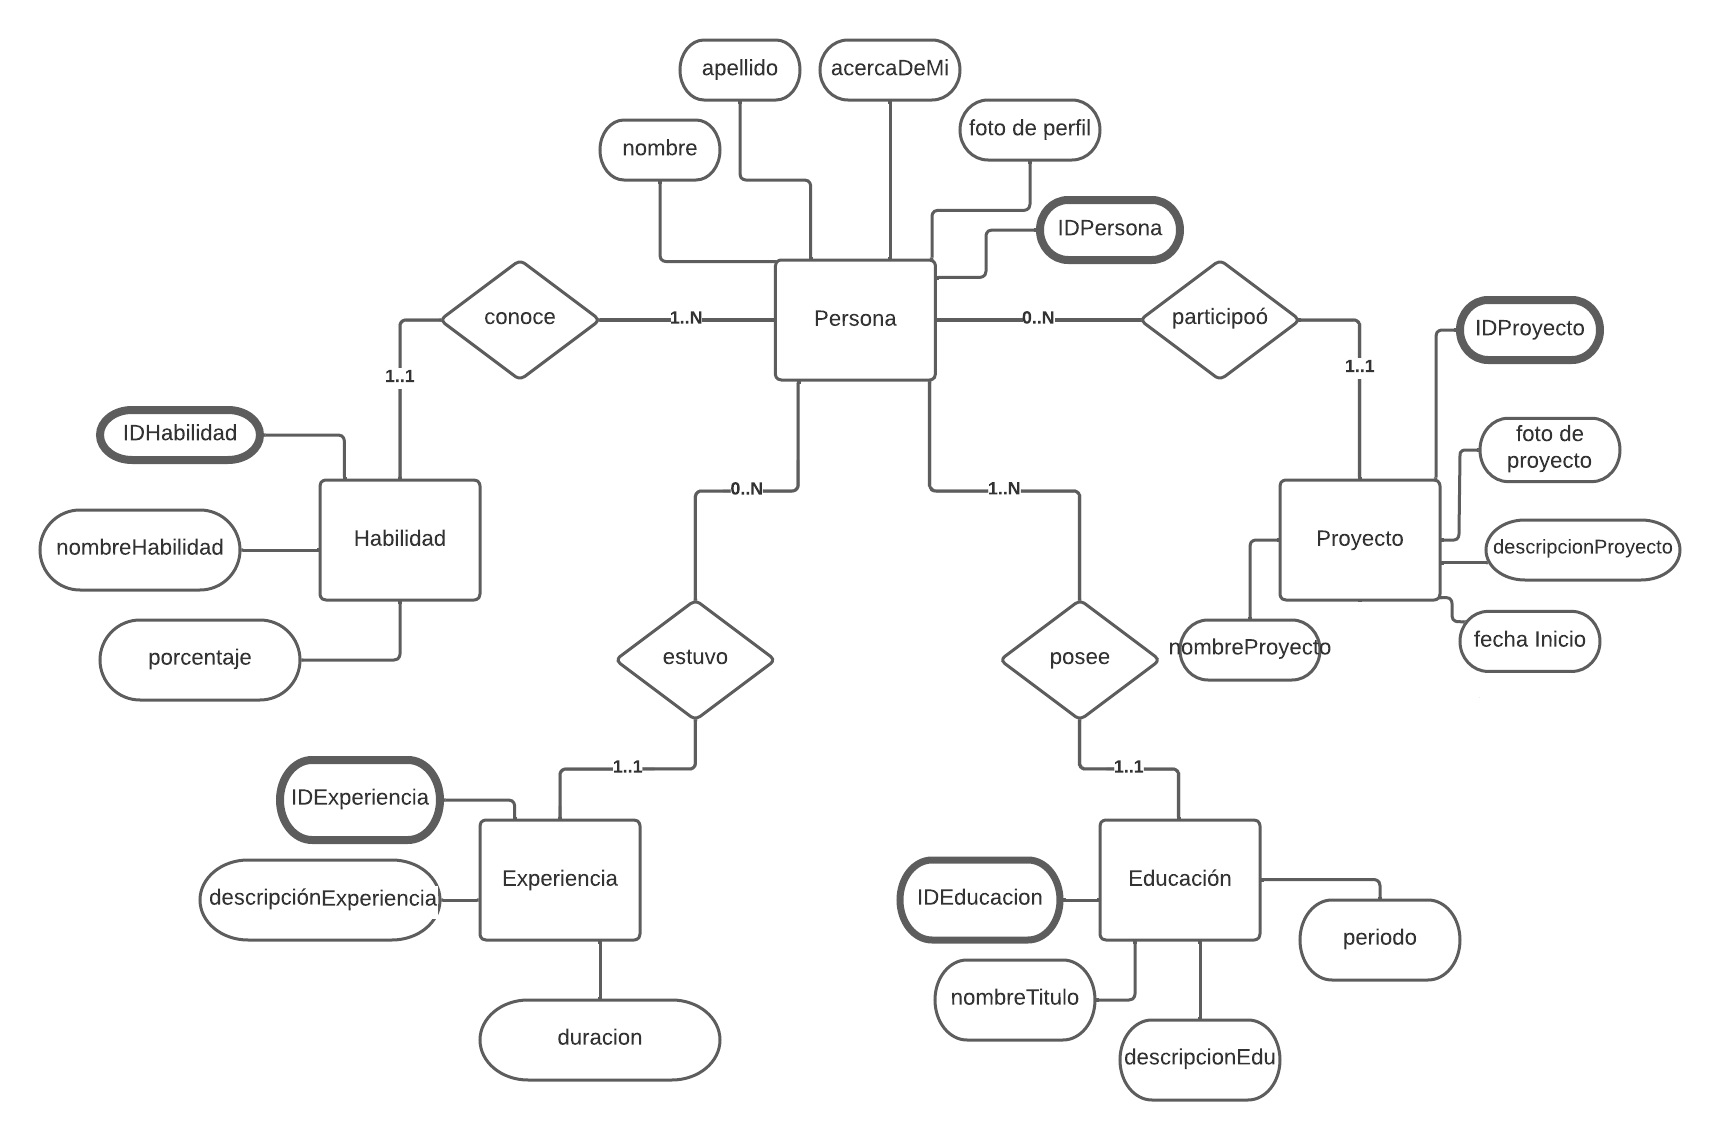 apellido
acercaDeMi
foto de perfil
nombre
IDPersona
conoce
1..N
Persona
0..N
participoó
IDProyecto
1..1
1..1
IDHabilidad
foto de
proyecto
nombreHabilidad
Habilidad
0..N
1..N
Proyecto
descripcionProyecto
porcentaje
estuvo
posee
nombreProyecto
fecha Inicio
1..1
1..1
IDExperiencia
descripciónExperiencia
Experiencia
IDEducacion
Educación
periodo
nombreTitulo
duracion
descripcionEdu